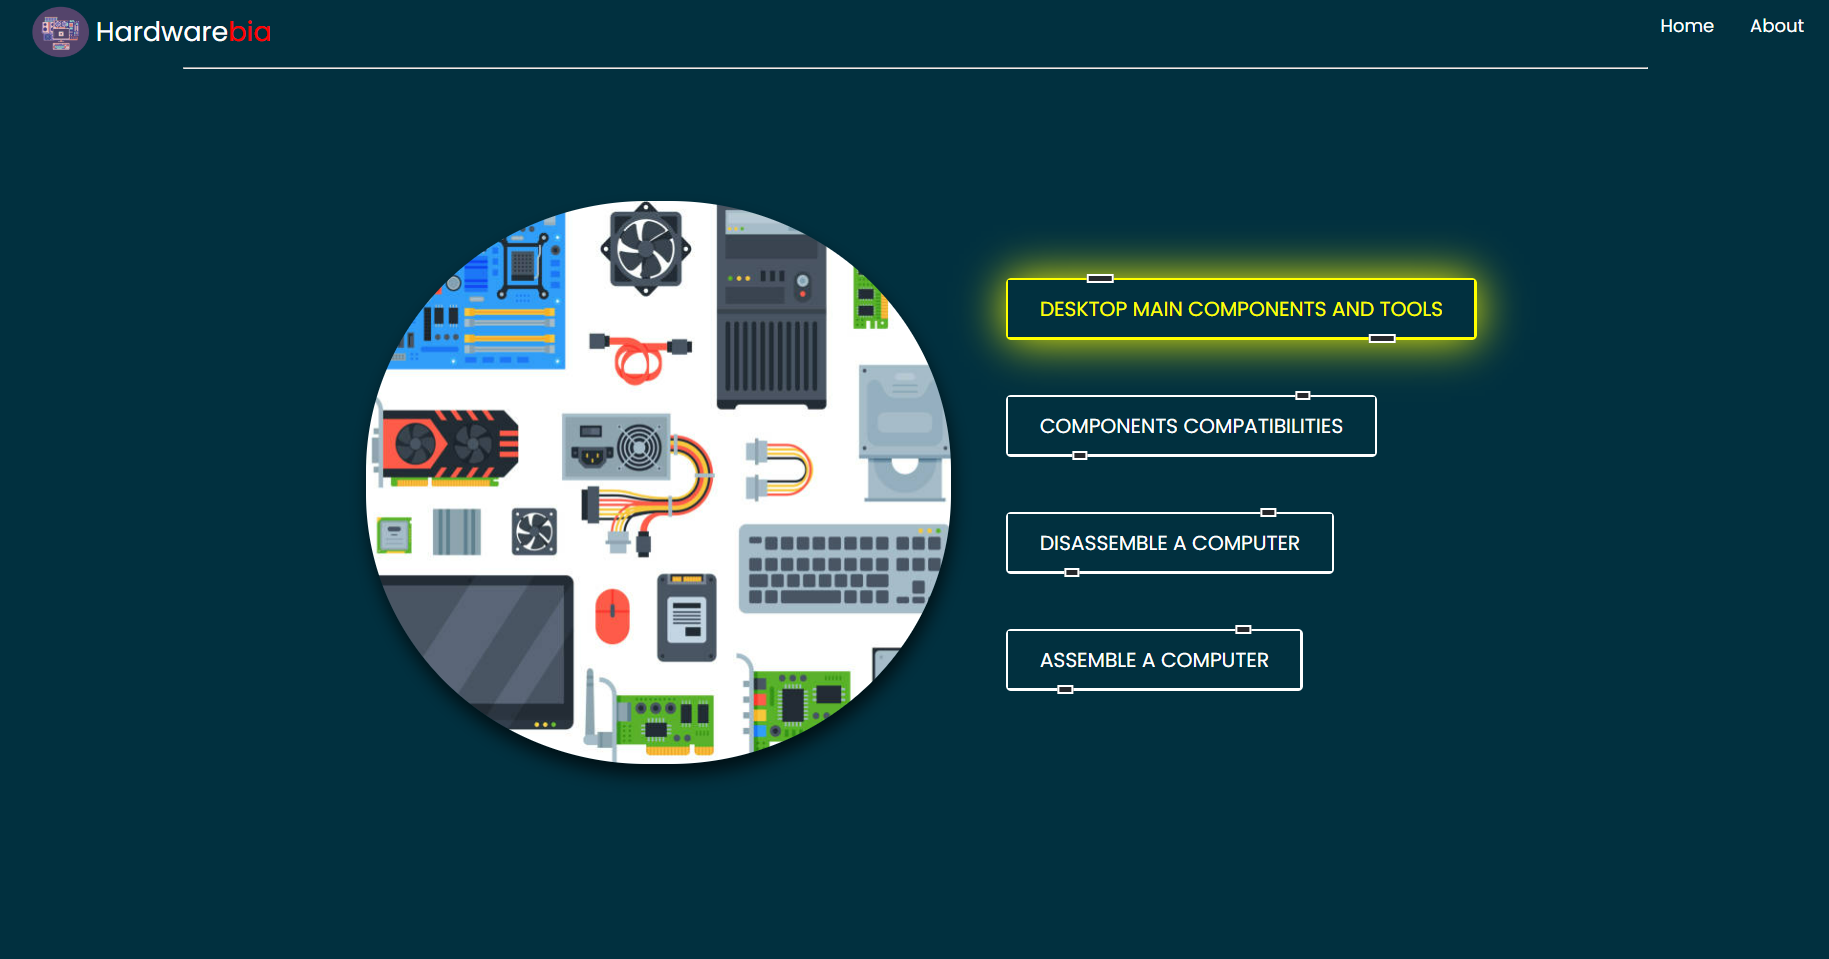 Hardwarebia
Home
About
DESKTOP MAIN COMPONENTS AND TOOLS
COMPONENTS COMPATIBILITIES
DISASSEMBLE A COMPUTER
ASSEMBLE A COMPUTER